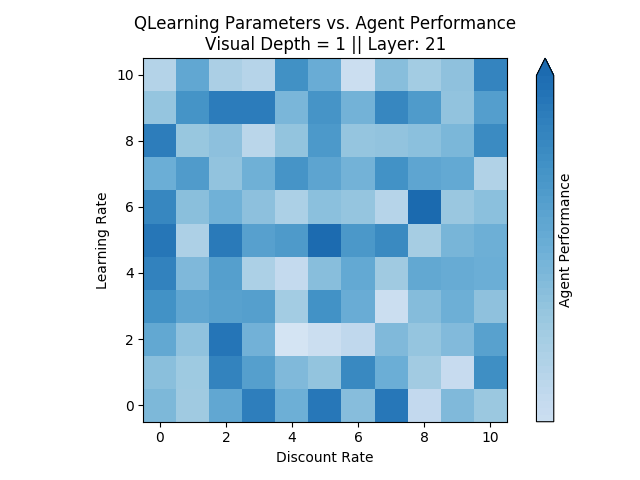 QLearning Parameters vs. Agent Performance
Visual Depth = 1 || Layer: 21
10
8
6
4
2
0
Learning Rate
0 2 4 6 8 10
Discount Rate
Agent Performance